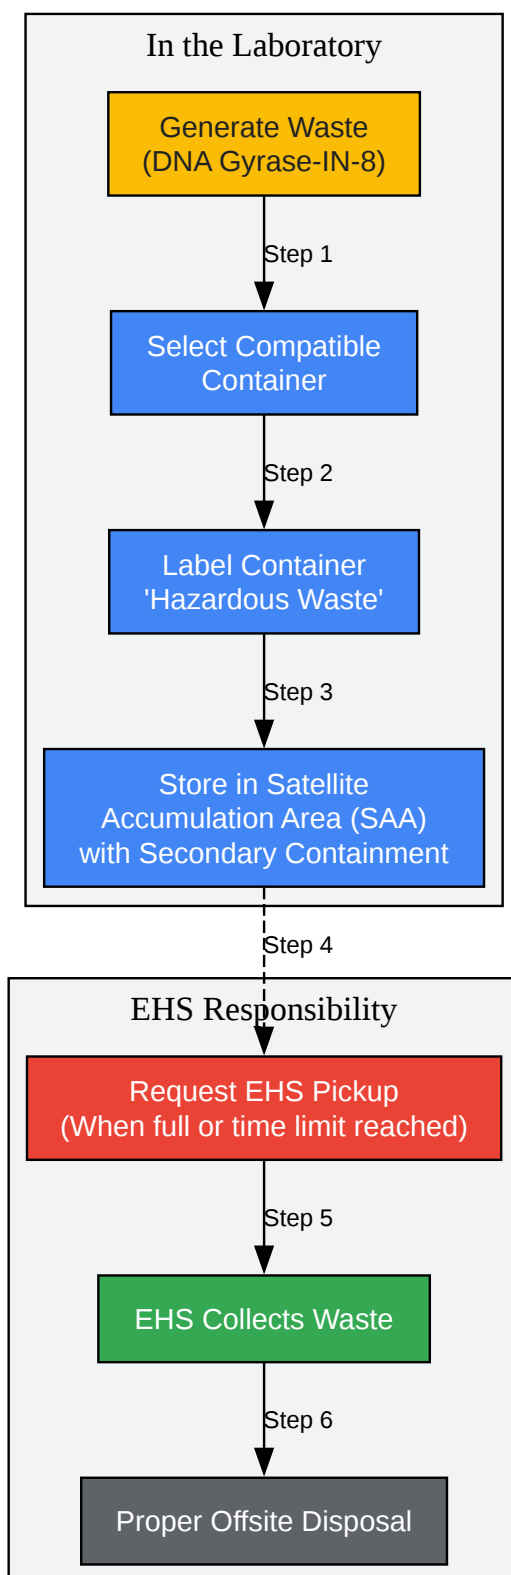 In the Laboratory
Generate Waste
(DNA Gyrase-IN-8)
Step 1
Select Compatible
Container
Step 2
Label Container
'Hazardous Waste'
Step 3
Store in Satellite
Accumulation Area (SAA)
with Secondary Containment
Step 4
EHS Responsibility
Request EHS Pickup
(When full or time limit reached)
Step 5
EHS Collects Waste
Step 6
Proper Offsite Disposal